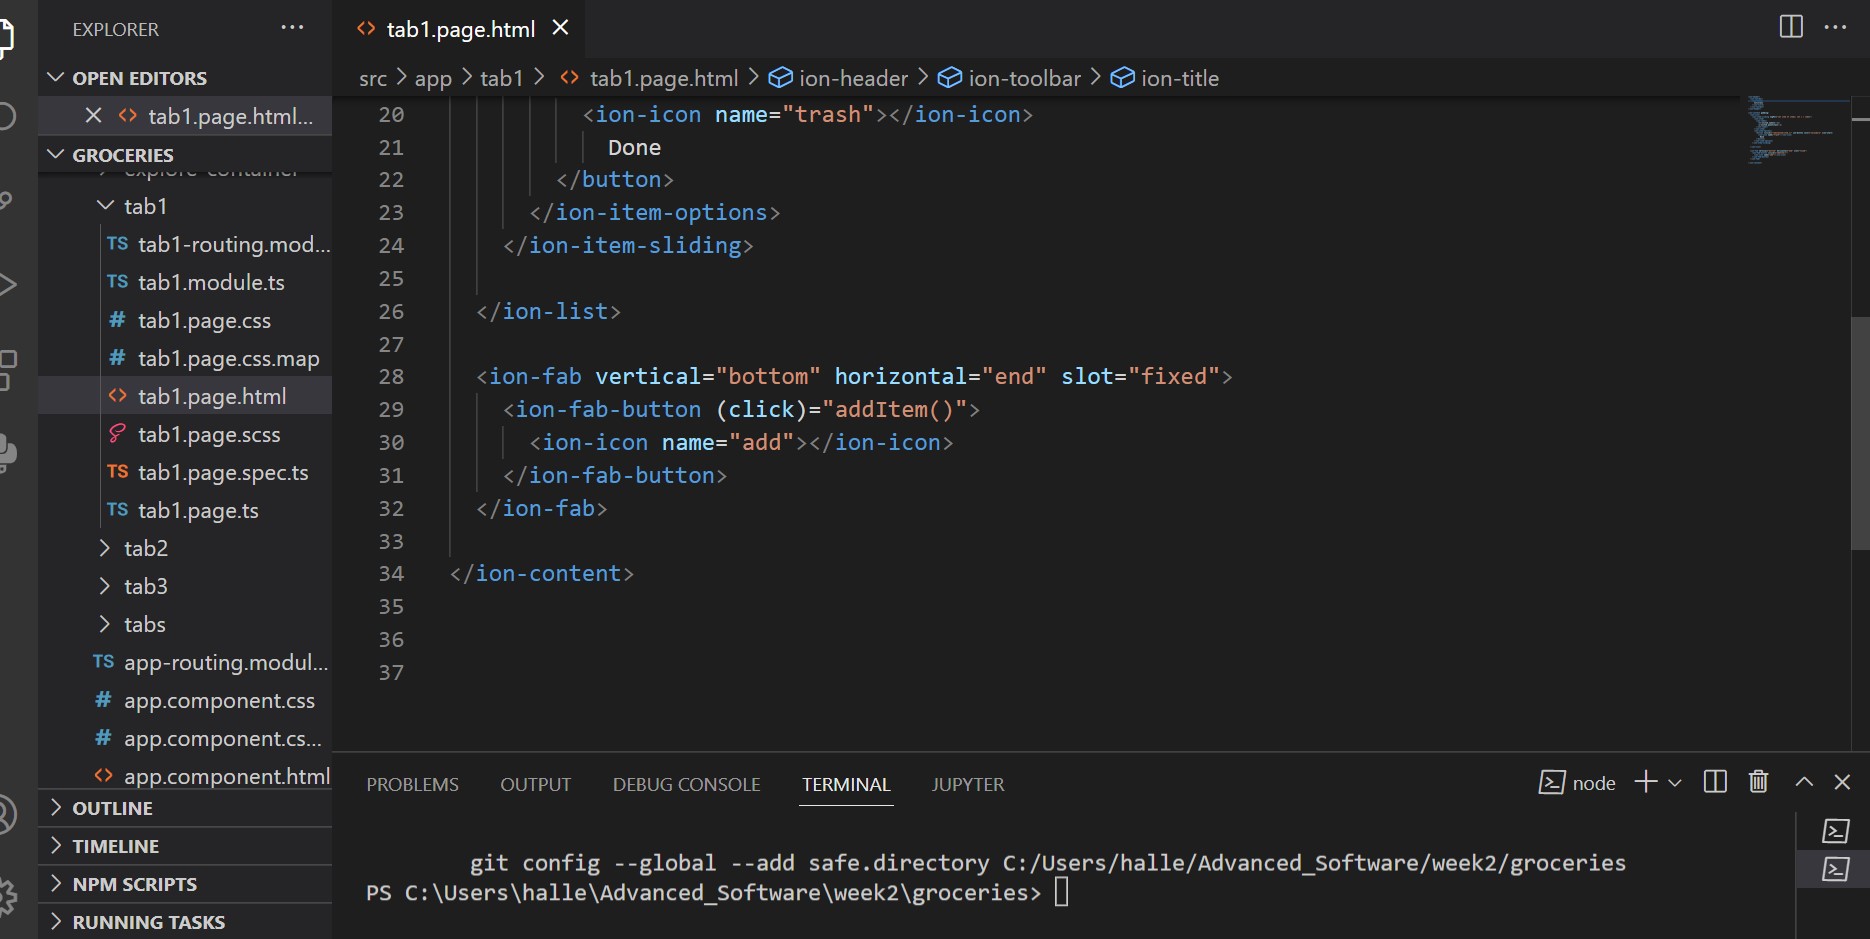 EXPLORER
OPEN EDITORS
tab1.page.html...
GROCERIES
explore-container
tab1
TS tab1-routing.mod...
TS tab1.module.ts
# tab1.page.css
# tab1.page.css.map
<> tab1.page.html
tab1.page.scss
TS tab1.page.spec.ts
TS tab1.page.ts
tab2
tab3
tabs
TS app-routing.modul...
# app.component.css
# app.component.cs...
<> app.component.html
OUTLINE
TIMELINE
NPM SCRIPTS
RUNNING TASKS
<> tab1.page.html
src > app > tab1 > <> tab1.page.html > ion-header > ion-toolbar > ion-title
20 <ion-icon name="trash"></ion-icon>
21 Done
22 </button>
23 </ion-item-options>
24 </ion-item-sliding>
25
26 </ion-list>
27
28 <ion-fab vertical="bottom" horizontal="end" slot="fixed">
29 <ion-fab-button (click)="addItem()">
30 <ion-icon name="add"></ion-icon>
31 </ion-fab-button>
32 </ion-fab>
33
34 </ion-content>
35
36
37
PROBLEMS OUTPUT DEBUG CONSOLE TERMINAL JUPYTER node
git config --global --add safe.directory C:/Users/halle/Advanced_Software/week2/groceries
PS C:\Users\halle\Advanced_Software\week2\groceries>